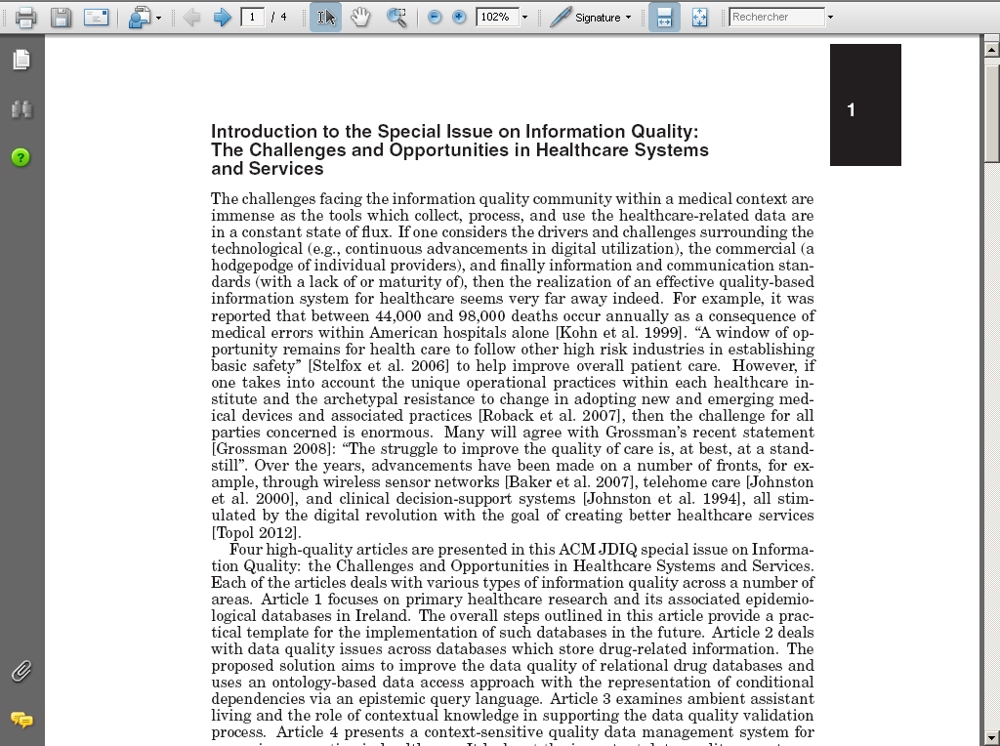 1 / 4 102% Signature Rechercher
1
Introduction to the Special Issue on Information Quality:
The Challenges and Opportunities in Healthcare Systems
and Services
The challenges facing the information quality community within a medical context are
immense as the tools which collect, process, and use the healthcare-related data are
in a constant state of flux. If one considers the drivers and challenges surrounding the
technological (e.g., continuous advancements in digital utilization), the commercial (a
hodgepodge of individual providers), and finally information and communication stan-
dards (with a lack of or maturity of), then the realization of an effective quality-based
information system for healthcare seems very far away indeed. For example, it was
reported that between 44,000 and 98,000 deaths occur annually as a consequence of
medical errors within American hospitals alone [Kohn et al. 1999]. “A window of op-
portunity remains for health care to follow other high risk industries in establishing
basic safety” [Stelfox et al. 2006] to help improve overall patient care. However, if
one takes into account the unique operational practices within each healthcare in-
stitute and the archetypal resistance to change in adopting new and emerging med-
ical devices and associated practices [Roback et al. 2007], then the challenge for all
parties concerned is enormous. Many will agree with Grossman’s recent statement
[Grossman 2008]: “The struggle to improve the quality of care is, at best, at a stand-
still”. Over the years, advancements have been made on a number of fronts, for ex-
ample, through wireless sensor networks [Baker et al. 2007], telehome care [Johnston
et al. 2000], and clinical decision-support systems [Johnston et al. 1994], all stim-
ulated by the digital revolution with the goal of creating better healthcare services
[Topol 2012].
Four high-quality articles are presented in this ACM JDIQ special issue on Informa-
tion Quality: the Challenges and Opportunities in Healthcare Systems and Services.
Each of the articles deals with various types of information quality across a number of
areas. Article 1 focuses on primary healthcare research and its associated epidemio-
logical databases in Ireland. The overall steps outlined in this article provide a prac-
tical template for the implementation of such databases in the future. Article 2 deals
with data quality issues across databases which store drug-related information. The
proposed solution aims to improve the data quality of relational drug databases and
uses an ontology-based data access approach with the representation of conditional
dependencies via an epistemic query language. Article 3 examines ambient assistant
living and the role of contextual knowledge in supporting the data quality validation
process. Article 4 presents a context-sensitive quality data management system for